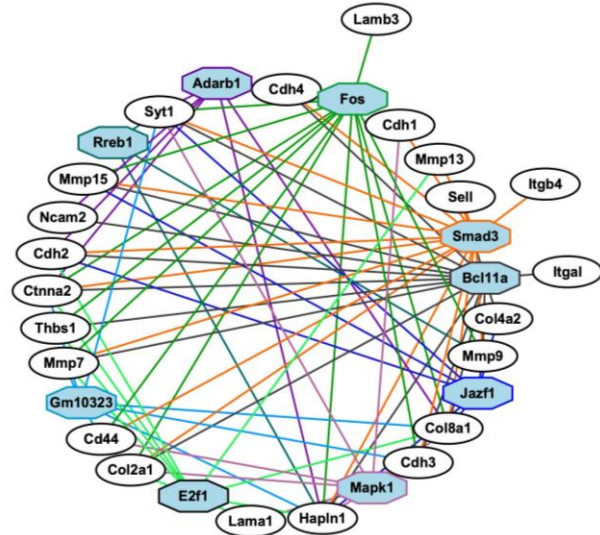 Lamb3
Adarb1
Cdh4
Fos
Syt1
Cdh1
Rreb1
Mmp13
Mmp15
Sell
Itgb4
Ncam2
Smad3
Cdh2
Bcl11a
Itgal
Ctnna2
Col4a2
Thbs1
Mmp9
Mmp7
Jazf1
Gm10323
Col8a1
Cd44
Cdh3
Col2a1
Mapk1
E2f1
Lama1
Hapln1